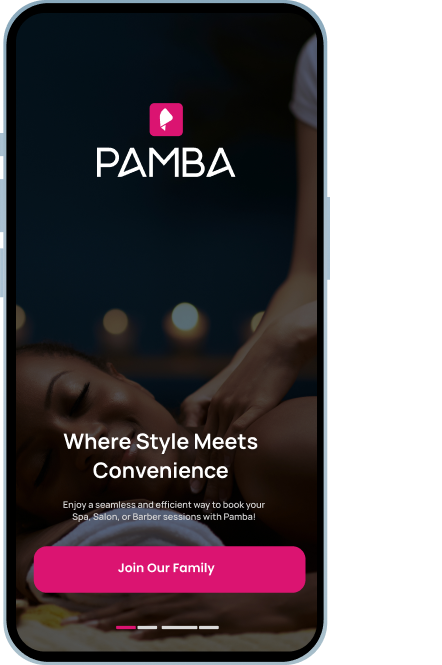 PAMBA
Where Style Meets
Convenience
Enjoy a seamless and efficient way to book your
Spa, Salon, or Barber sessions with Pamba!
Join Our Family